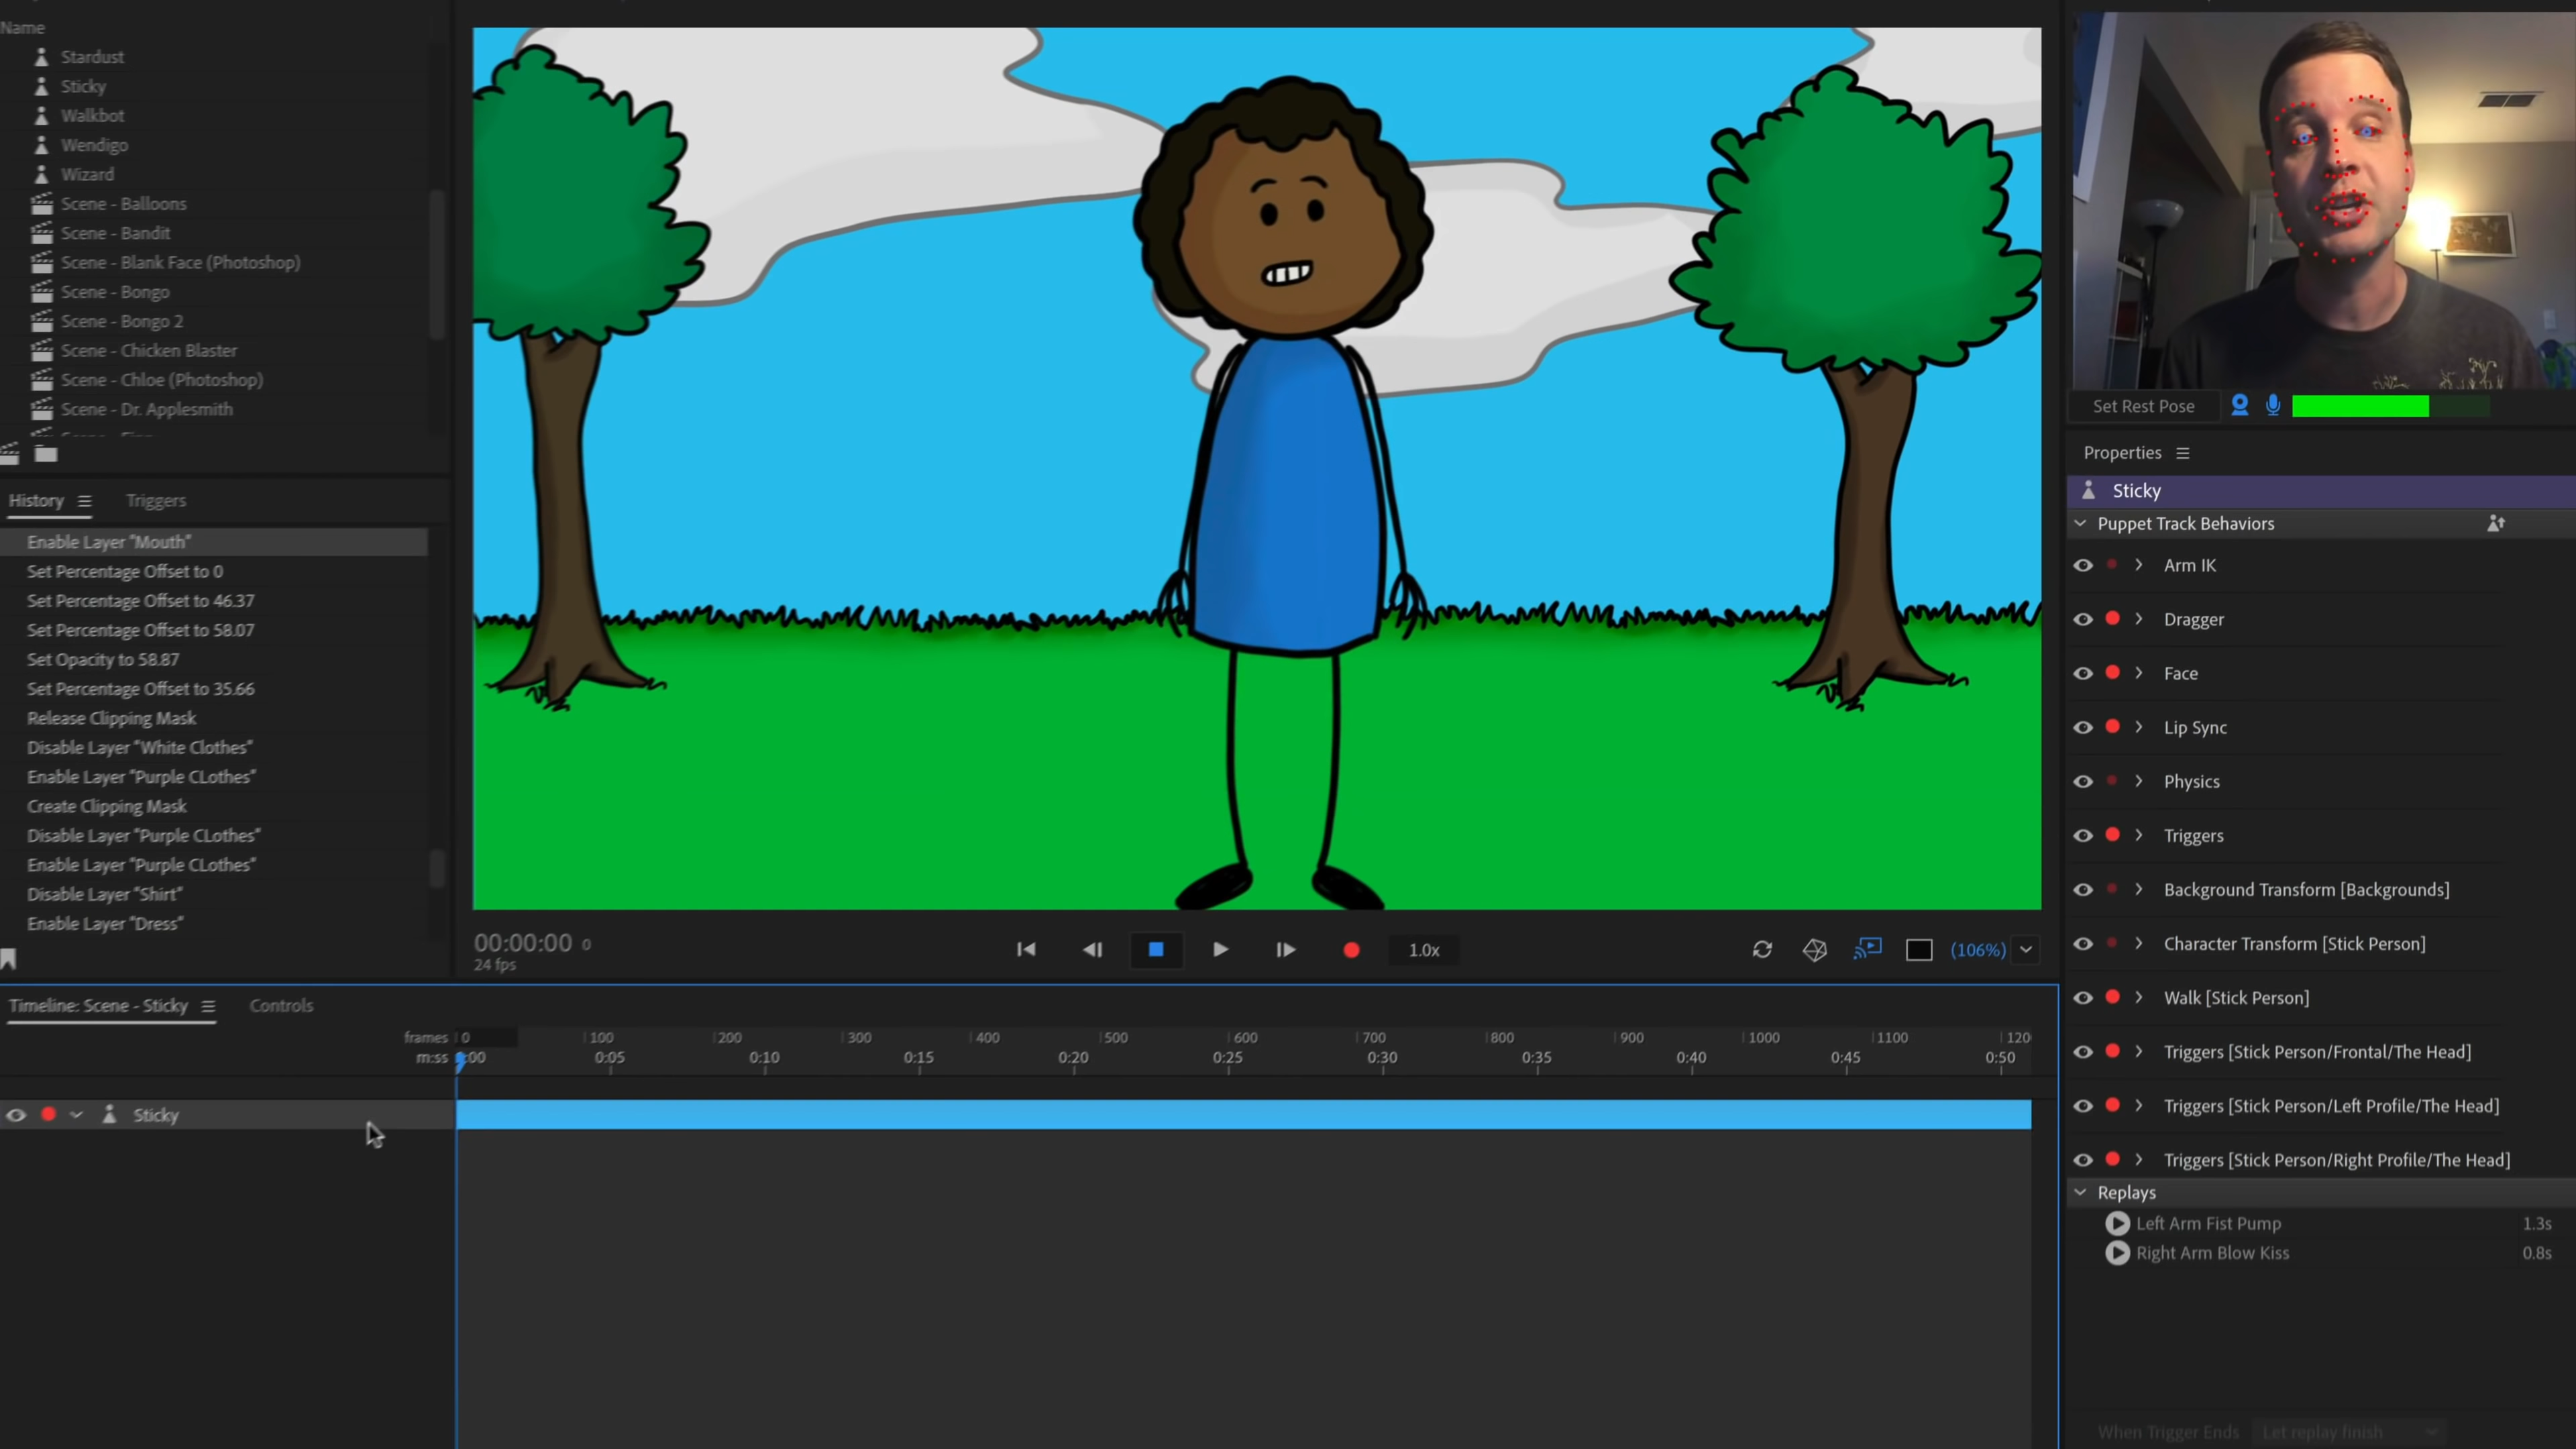 Name
Stardust
Sticky
Walkbot
Wendigo
Wizard
Scene - Balloons
Scene - Bandit
Scene - Blank Face (Photoshop)
Scene - Bongo
Scene - Bongo 2
Scene - Chicken Blaster
Scene - Chloe (Photoshop)
Scene - Dr. Applesmith
History
Triggers
Enable Layer "Mouth"
Set Percentage Offset to 0
Set Percentage Offset to 46.37
Set Percentage Offset to 58.07
Set Opacity to 58.87
Set Percentage Offset to 35.66
Release Clipping Mask
Disable Layer "White Clothes"
Enable Layer "Purple CLothes"
Create Clipping Mask
Disable Layer "Purple CLothes"
Enable Layer "Purple CLothes"
Disable Layer "Shirt"
Enable Layer "Dress"
00:00:00 0
24 fps
1.0x
(106%)
Set Rest Pose
Properties
Sticky
Puppet Track Behaviors
Arm IK
Dragger
Face
Lip Sync
Physics
Triggers
Background Transform [Backgrounds]
Character Transform [Stick Person]
Walk [Stick Person]
Triggers [Stick Person/Frontal/The Head]
Triggers [Stick Person/Left Profile/The Head]
Triggers [Stick Person/Right Profile/The Head]
Replays
Left Arm Fist Pump 1.3s
Right Arm Blow Kiss 0.8s
When Trigger Ends Let replay finish
Timeline: Scene - Sticky
Controls
frames 0 100 200 300 400 500 600 700 800 900 1000 1100 120
m:ss :00 0:05 0:10 0:15 0:20 0:25 0:30 0:35 0:40 0:45 0:50
Sticky